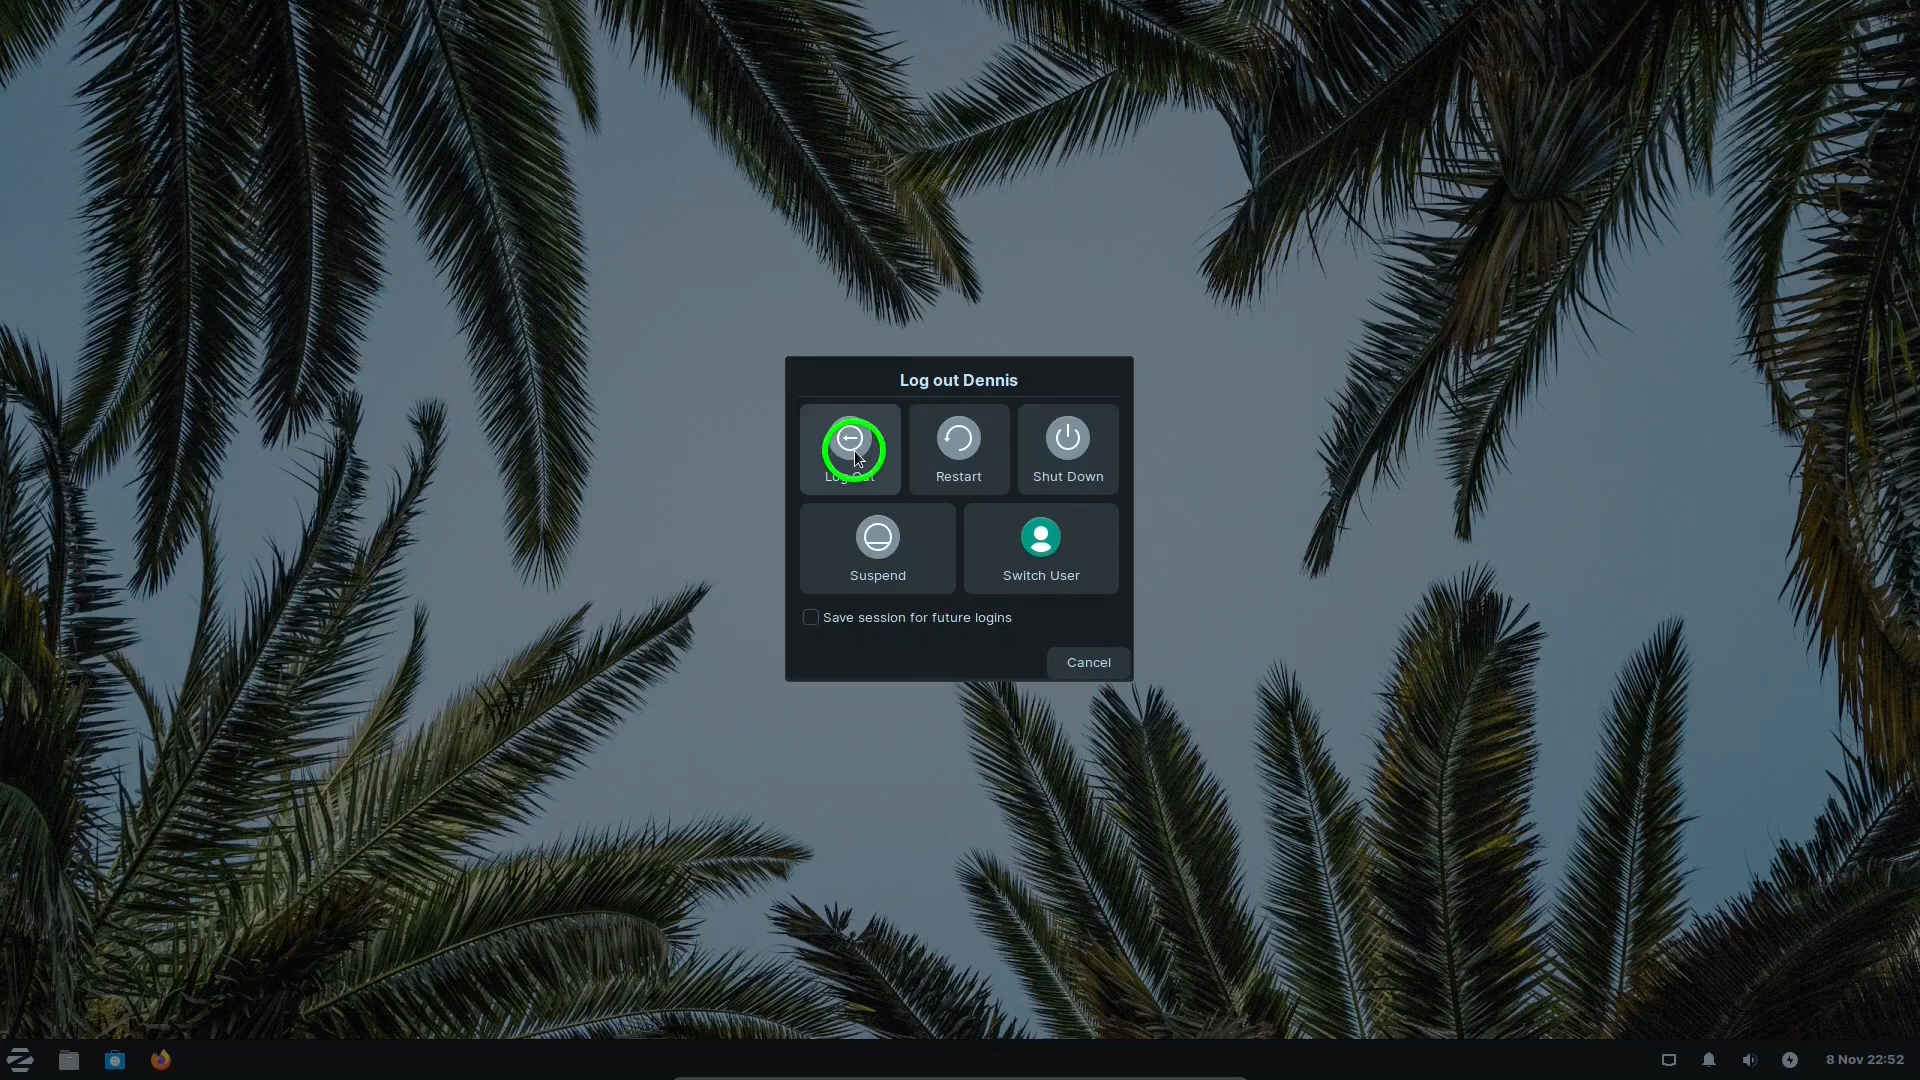 Log out Dennis
Log Out
Restart
Shut Down
Suspend
Switch User
Save session for future logins
Cancel
8 Nov 22:52